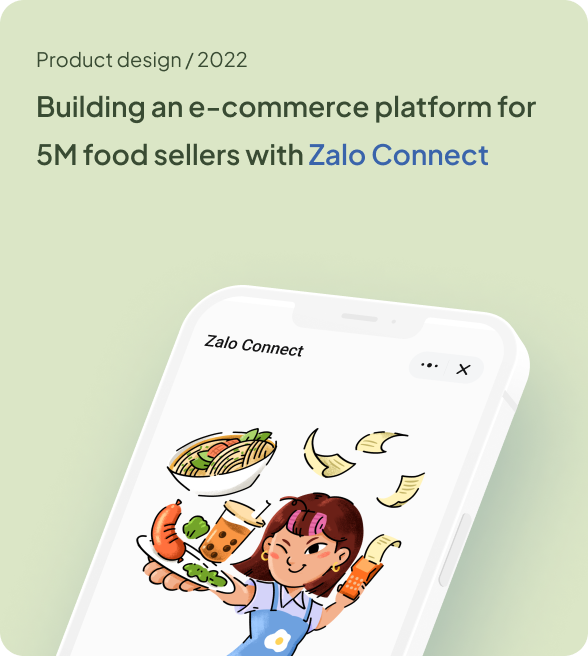 Product design / 2022
Building an e-commerce platform for
5M food sellers with Zalo Connect
Zalo Connect